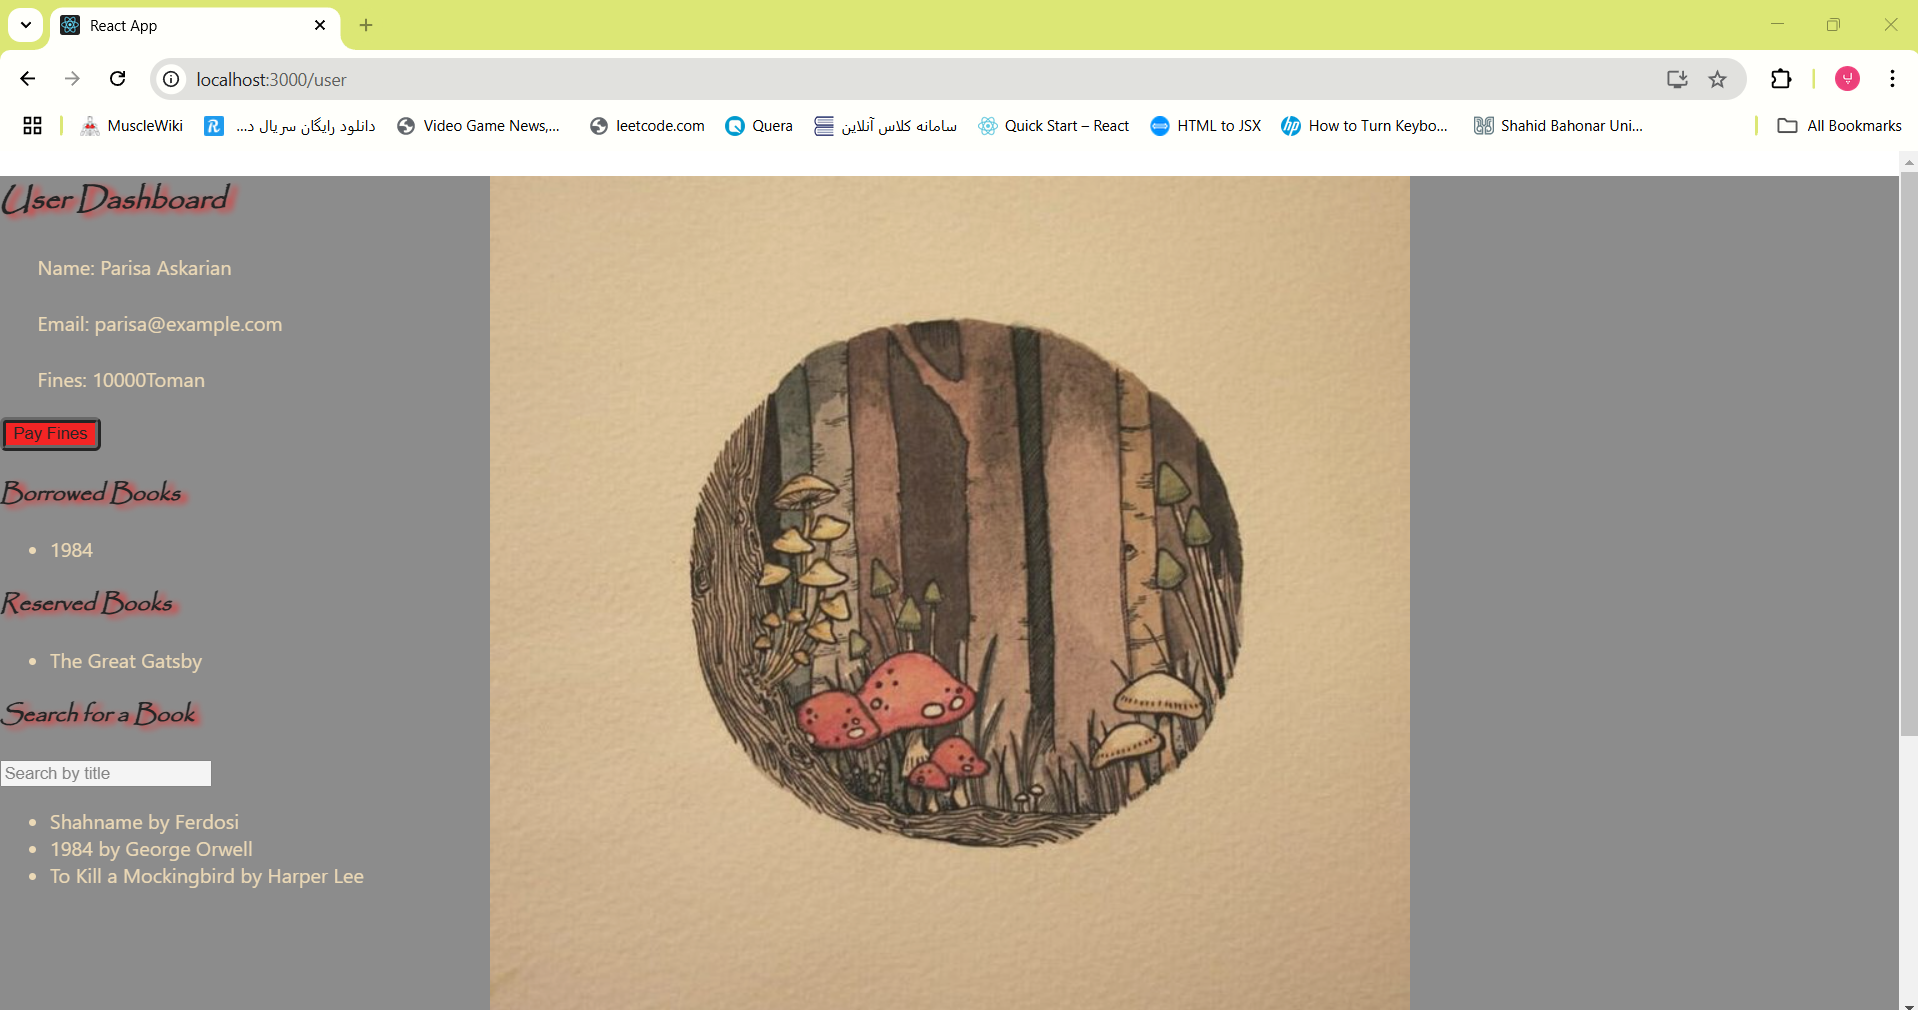 React App
localhost:3000/user
MuscleWiki
دانلود رایگان سریال د...
Video Game News,...
leetcode.com
Quera
سامانه کلاس آنلاین
Quick Start – React
HTML to JSX
How to Turn Keybo...
Shahid Bahonar Uni...
All Bookmarks
User Dashboard
Name: Parisa Askarian
Email: parisa@example.com
Fines: 10000Toman
Pay Fines
Borrowed Books
1984
Reserved Books
The Great Gatsby
Search for a Book
Search by title
Shahname by Ferdosi
1984 by George Orwell
To Kill a Mockingbird by Harper Lee